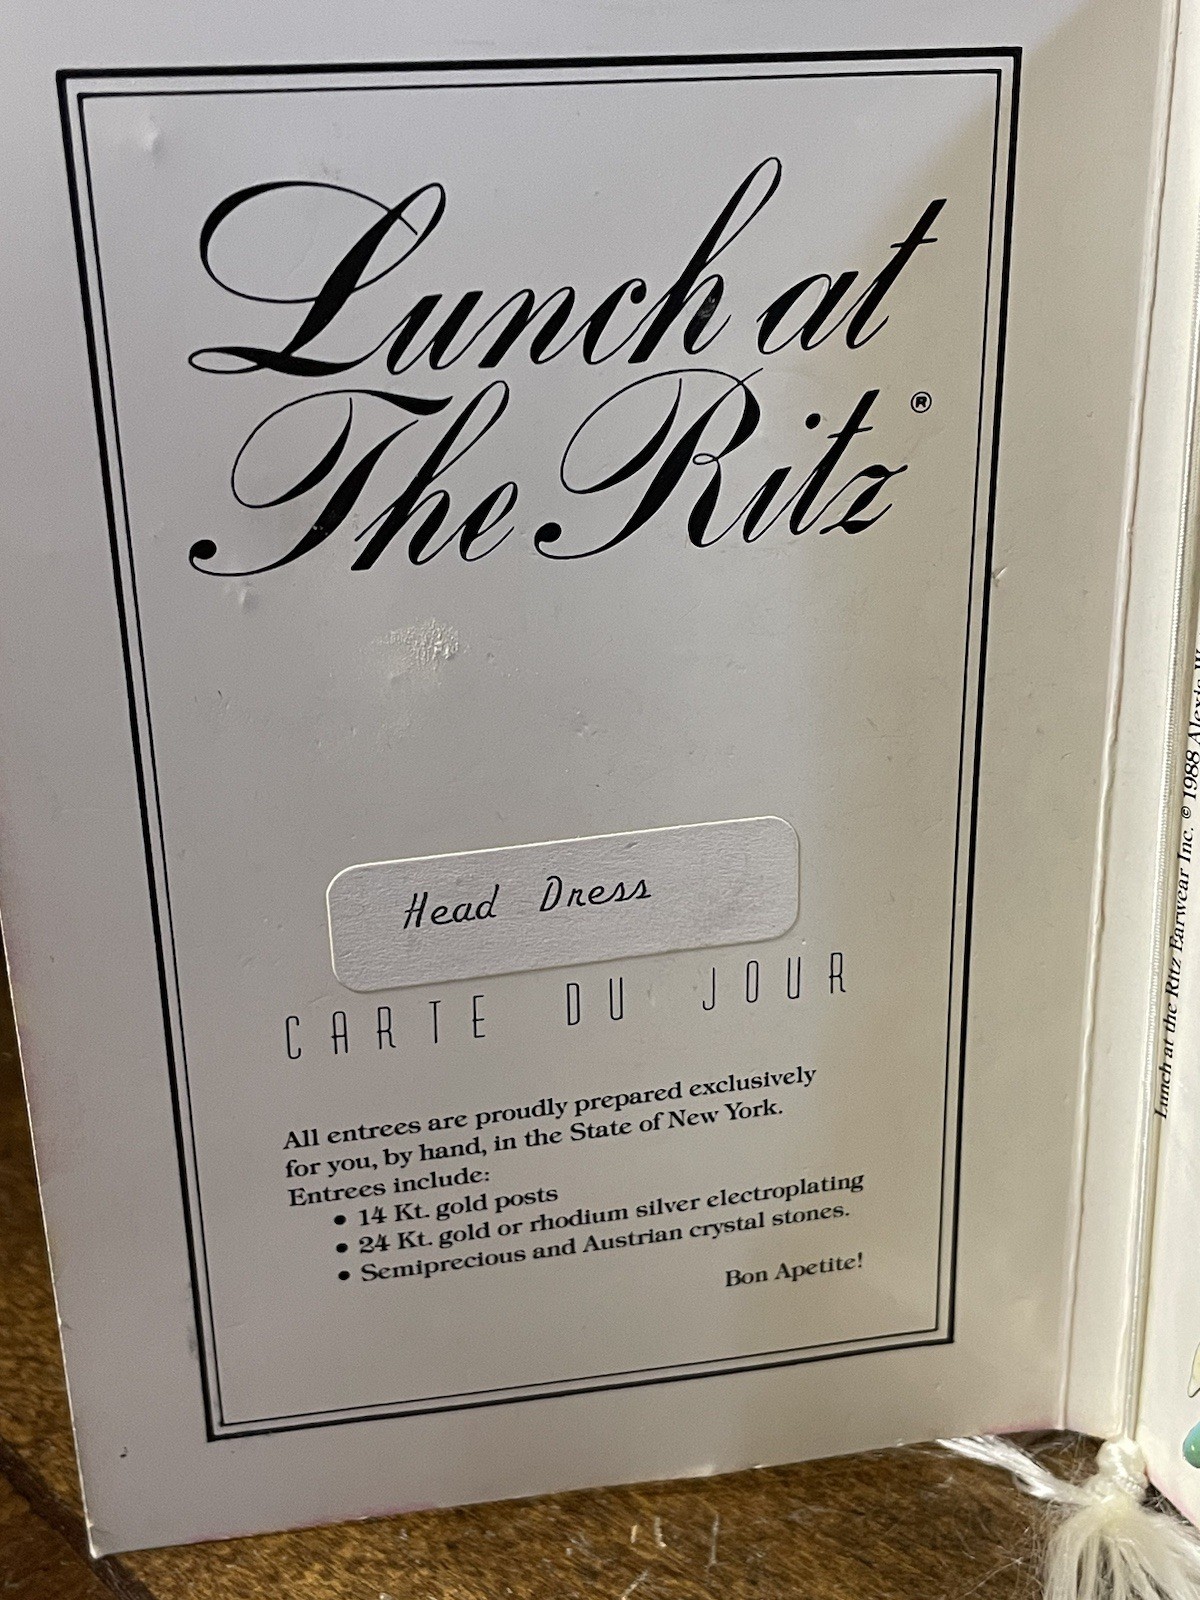 Lunch at
The Ritz®
Head Dress
CARTE DU JOUR
All entrees are proudly prepared exclusively
for you, by hand, in the State of New York.
Entrees include:
• 14 Kt. gold posts
• 24 Kt. gold or rhodium silver electroplating
• Semiprecious and Austrian crystal stones.
Bon Apetite!
Lunch at the Ritz Earwear Inc. © 1988 Alexis